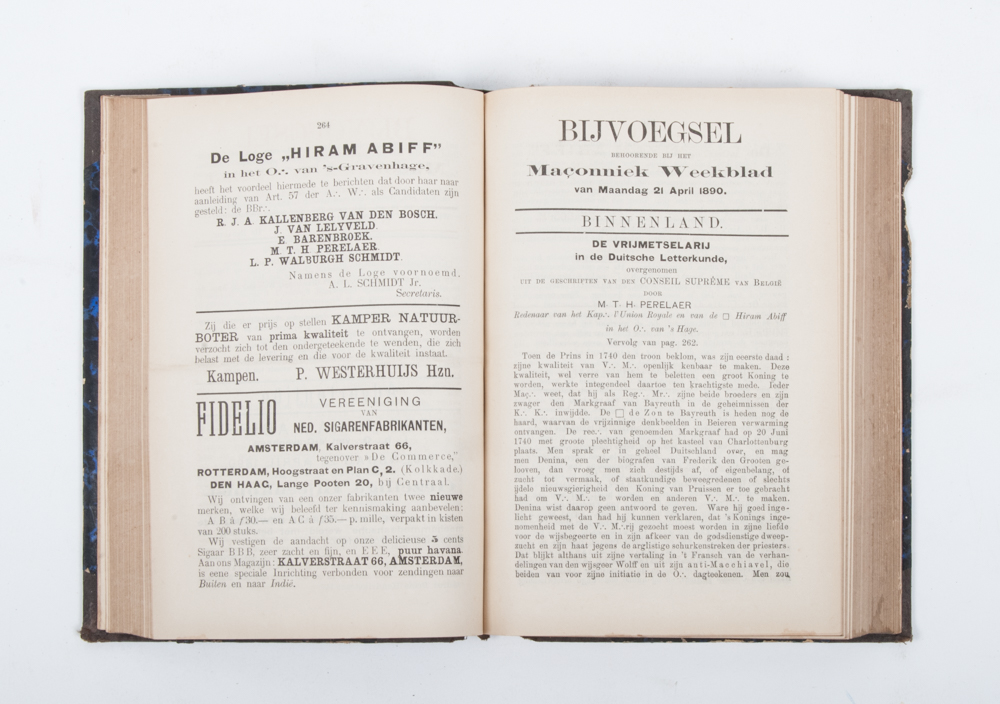 264
De Loge „HIRAM ABIFF”
in het O∴ van 's-Gravenhage,
heeft het voordeel hiermede te berichten dat door haar naar
aanleiding van Art. 57 der A∴ W∴ als Candidaten zijn
gesteld: de BBr∴
R. J. A. KALLENBERG VAN DEN BOSCH.
J. VAN LELYVELD.
E. BARENBROEK.
M. T. H PERELAER.
L. P. WALBURGH SCHMIDT.
Namens de Loge voornoemd,
A. L. SCHMIDT Jr.
Secretaris.
Zij die er prijs op stellen KAMPER NATUUR-
BOTER van prima kwaliteit te ontvangen, worden
verzocht zich tot den ondergeteekende te wenden, die zich
belast met de levering en die voor de kwaliteit instaat.
Kampen. P. WESTERHUIJS Hzn.
FIDELIO
VEREENIGING
VAN
NED. SIGARENFABRIKANTEN,
AMSTERDAM, Kalverstraat 66,
tegenover »De Commerce,”
ROTTERDAM, Hoogstraat en Plan C, 2. (Kolkkade.)
DEN HAAG, Lange Pooten 20, bij Central.
Wij ontvingen van een onzer fabrikanten twee nieuwe
merken, welke wij beleefd ter kennismaking aanbevelen:
A B à ƒ30.— en A C à ƒ35.— p. mille, verpakt in kisten
van 200 stuks.
Wij vestigen de aandacht op onze delicieuse 5 cents
Sigaar B B B, zeer zacht en fijn, en E E E, puur havana.
Aan ons Magazijn: KALVERSTRAAT 66, AMSTERDAM,
is eene speciale Inrichting verbonden voor zendingen naar
Buiten en naar Indië.
BIJVOEGSEL
BEHOORENDE BIJ HET
Maçonniek Weekblad
van Maandag 21 April 1890.
BINNENLAND.
DE VRIJMETSELARIJ
in de Duitsche Letterkunde,
overgenomen
UIT DE GESCHRIFTEN VAN DEN CONSEIL SUPRÊME VAN BELGIË
DOOR
M. T. H. PERELAER
Redenaar van het Kap∴ l'Union Royale en van de □ Hiram Abiff
in het O∴ van 's Hage.
Vervolg van pag. 262.
Toen de Prins in 1740 den troon beklom, was zijn eerste daad:
zijne kwaliteit van V∴ M∴ openlijk kenbaar te maken. Deze
kwaliteit, wel verre van hem te beletten een groot Koning te
worden, werkte integendeel daartoe ten krachtigste mede. Ieder
Maç∴ weet, dat hij als Reg∴ Mr∴ zijne beide broeders en zijn
zwager den Markgraaf van Bayreuth in de geheimnissen der
K∴ K∴ inwijdde. De □ de Zon te Bayreuth is heden nog de
haard, waarvan de vrijzinnige denkbeelden in Beieren verwarming
ontvangen. De rec∴ van genoemden Markgraaf had op 20 Juni
1740 met groote plechtigheid op het kasteel van Charlottenburg
plaats. Men sprak er in geheel Duitschland over, en mag
men Denina, een der biografen van Frederik den Grooten ge-
looven, dan vroeg men zich destijds af, of eigenbelang, of
zucht tot vermaak, of staatkundige beweegredenen of slechts
ijdele nieuwsgierigheid den Koning van Pruissen er toe gebracht
had om V∴ M∴ te worden en anderen V∴ M∴ te maken.
Denina wist daarop geen antwoord te geven. Ware hij goed inge-
licht geweest, dan had hij kunnen verklaren, dat 's Konings inge-
nomenheid met de V∴ M∴rij gezocht moest worden in zijne liefde
voor de wijsbegeerte en in zijn afkeer van de godsdienstige dweep-
zucht en zijn haat jegens de arglistige schurkenstreken der priesters.
Dat blijkt althans uit zijne vertaling in 't Fransch van de verhan-
delingen van den wijsgeer Wolff en uit zijn anti-Macchiavel, die
beiden van voor zijne initiatie in de O∴ dagteekenen. Men zou